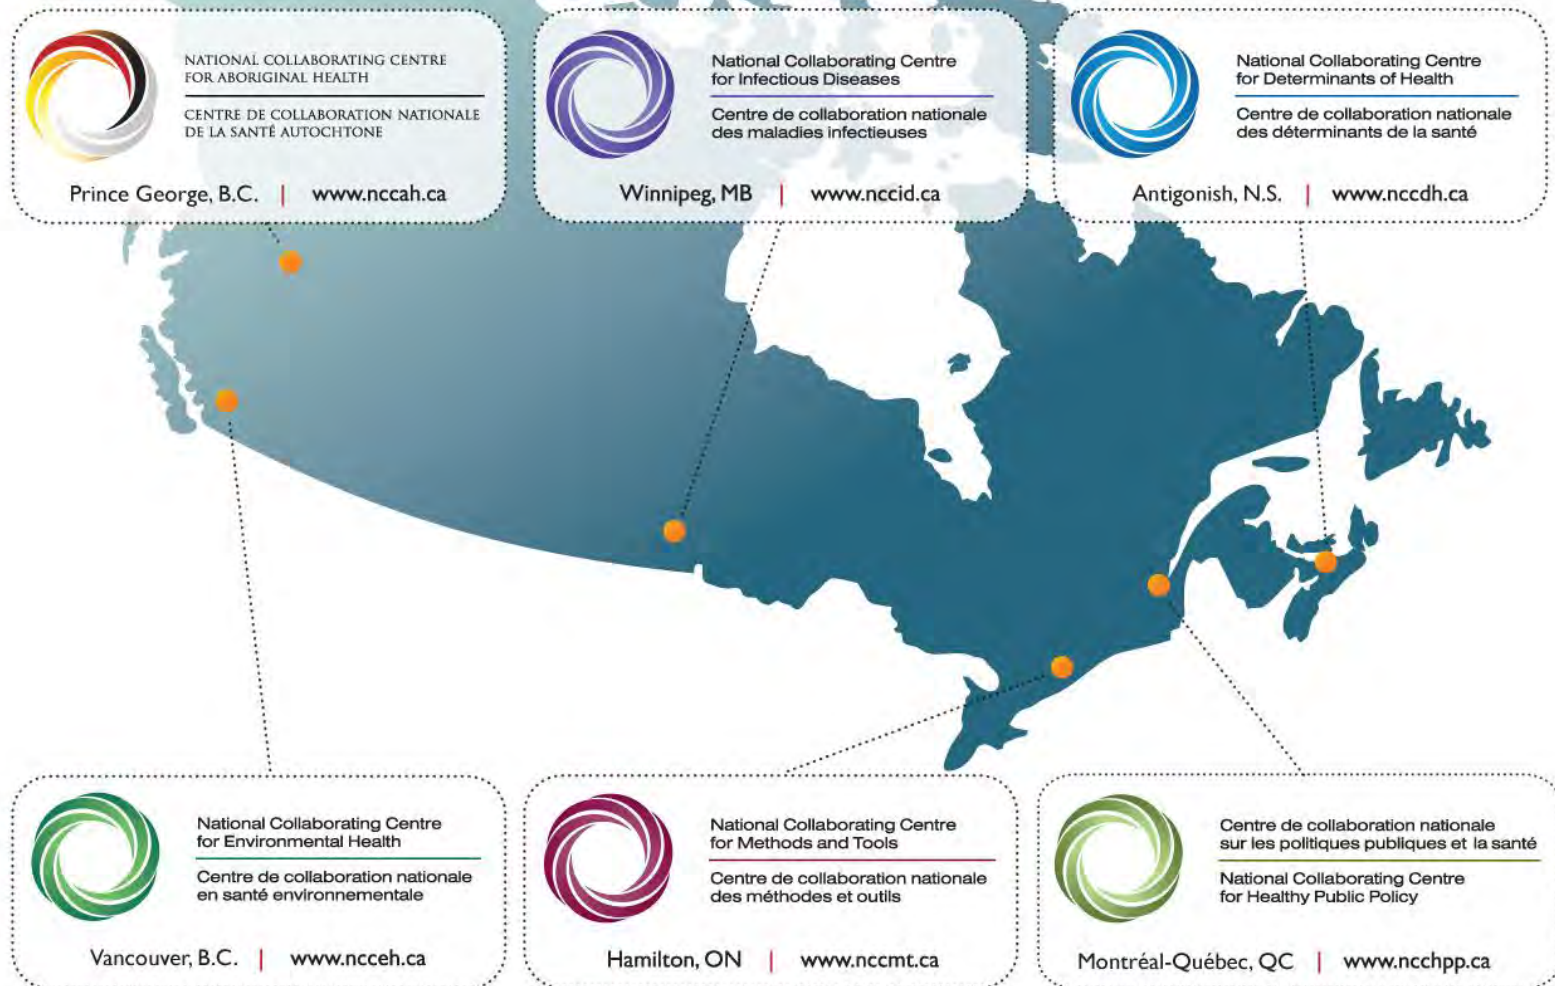 NATIONAL COLLABORATING CENTRE
FOR ABORIGINAL HEALTH
CENTRE DE COLLABORATION NATIONALE
DE LA SANTÉ AUTOCHTONE
Prince George, B.C. | www.nccah.ca
National Collaborating Centre
for Infectious Diseases
Centre de collaboration nationale
des maladies infectieuses
Winnipeg, MB | www.nccid.ca
National Collaborating Centre
for Determinants of Health
Centre de collaboration nationale
des déterminants de la santé
Antigonish, N.S. | www.nccdh.ca
National Collaborating Centre
for Environmental Health
Centre de collaboration nationale
en santé environnementale
Vancouver, B.C. | www.ncceh.ca
National Collaborating Centre
for Methods and Tools
Centre de collaboration nationale
des méthodes et outils
Hamilton, ON | www.nccmt.ca
Centre de collaboration nationale
sur les politiques publiques et la santé
National Collaborating Centre
for Healthy Public Policy
Montréal-Québec, QC | www.ncchpp.ca